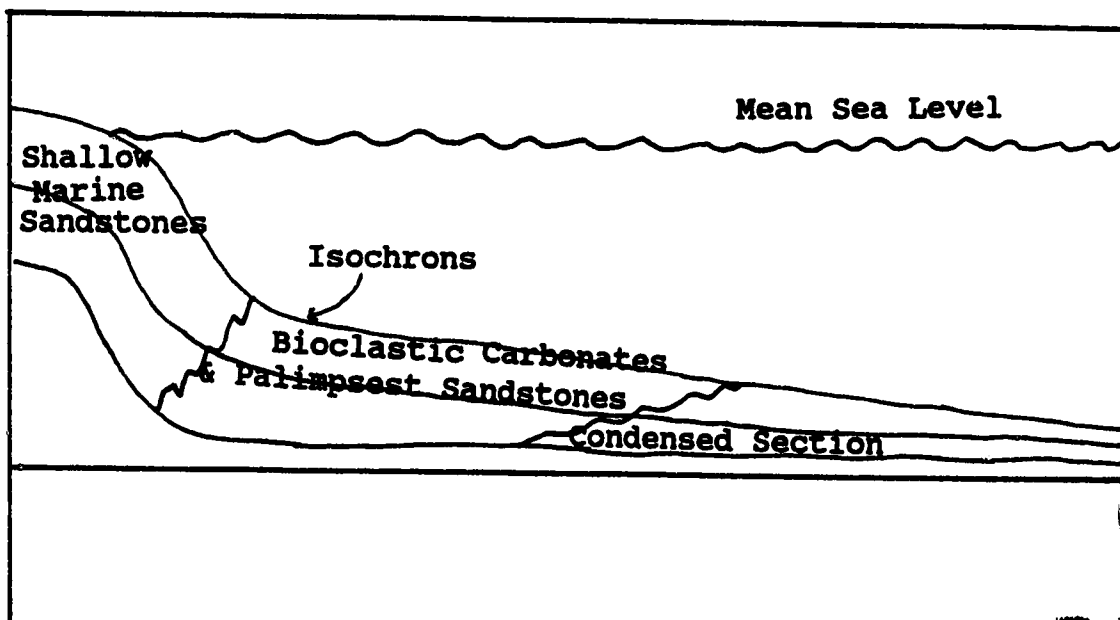 Mean Sea Level
Shallow
Marine
Sandstones
Isochrons
Bioclastic Carbonates
& Palimpsest Sandstones
Condensed Section